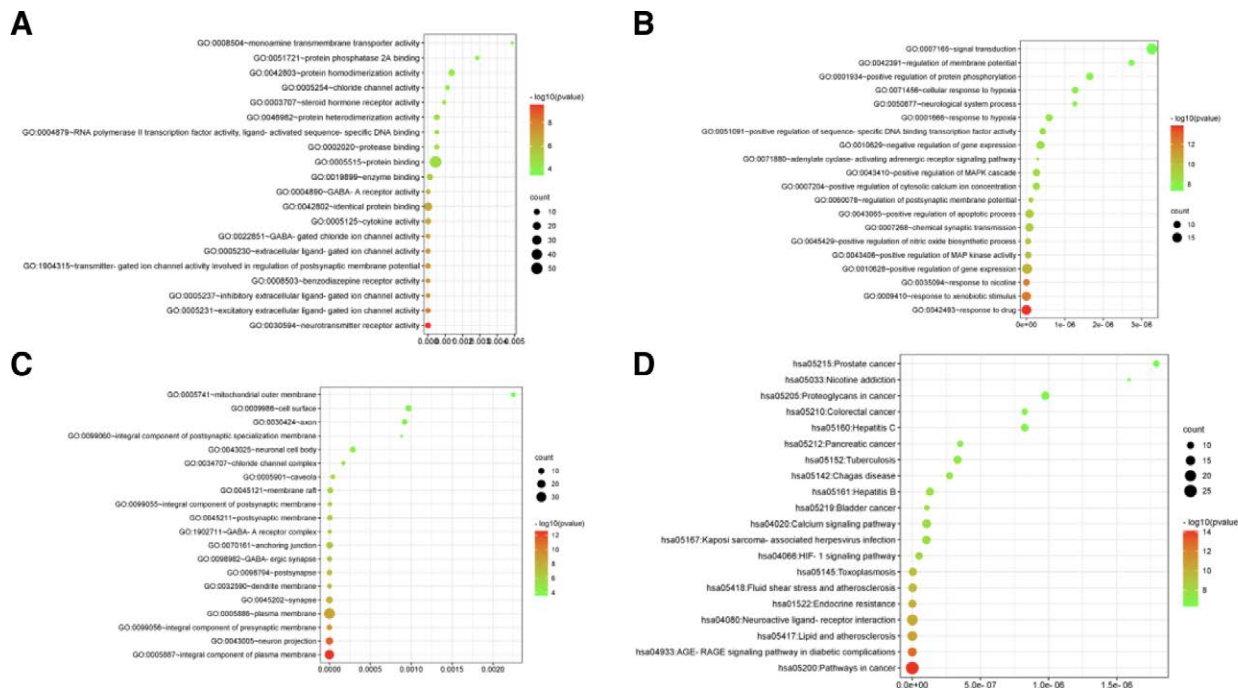 A
GO:0008504~monoamine transmembrane transporter activity
GO:0051721~protein phosphatase 2A binding
GO:0042803~protein homodimerization activity
GO:0005254~chloride channel activity
GO:0003707~steroid hormone receptor activity
GO:0046982~protein heterodimerization activity
GO:0004879~RNA polymerase II transcription factor activity, ligand- activated sequence- specific DNA binding
GO:0002020~protease binding
GO:0005515~protein binding
GO:0019899~enzyme binding
GO:0004890~GABA- A receptor activity
GO:0042802~identical protein binding
GO:0005125~cytokine activity
GO:0022851~GABA- gated chloride ion channel activity
GO:0005230~extracellular ligand- gated ion channel activity
GO:1904315~transmitter- gated ion channel activity involved in regulation of postsynaptic membrane potential
GO:0008503~benzodiazepine receptor activity
GO:0005237~inhibitory extracellular ligand- gated ion channel activity
GO:0005231~excitatory extracellular ligand- gated ion channel activity
GO:0030594~neurotransmitter receptor activity
0.000 0.001 0.002 0.003 0.004 0.005
- log10(pvalue)
8
6
4
count
10
20
30
40
50
B
GO:0007165~signal transduction
GO:0042391~regulation of membrane potential
GO:0001934~positive regulation of protein phosphorylation
GO:0071456~cellular response to hypoxia
GO:0050877~neurological system process
GO:0001666~response to hypoxia
GO:0051091~positive regulation of sequence- specific DNA binding transcription factor activity
GO:0010629~negative regulation of gene expression
GO:0071880~adenylate cyclase- activating adrenergic receptor signaling pathway
GO:0043410~positive regulation of MAPK cascade
GO:0007204~positive regulation of cytosolic calcium ion concentration
GO:0060078~regulation of postsynaptic membrane potential
GO:0043065~positive regulation of apoptotic process
GO:0007268~chemical synaptic transmission
GO:0045429~positive regulation of nitric oxide biosynthetic process
GO:0043406~positive regulation of MAP kinase activity
GO:0010628~positive regulation of gene expression
GO:0035094~response to nicotine
GO:0009410~response to xenobiotic stimulus
GO:0042493~response to drug
0e+00 1e- 06 2e- 06 3e- 06
- log10(pvalue)
12
10
8
count
10
15
C
GO:0005741~mitochondrial outer membrane
GO:0009986~cell surface
GO:0030424~axon
GO:0099060~integral component of postsynaptic specialization membrane
GO:0043025~neuronal cell body
GO:0034707~chloride channel complex
GO:0005901~caveola
GO:0045121~membrane raft
GO:0099055~integral component of postsynaptic membrane
GO:0045211~postsynaptic membrane
GO:1902711~GABA- A receptor complex
GO:0070161~anchoring junction
GO:0098982~GABA- ergic synapse
GO:0098794~postsynapse
GO:0032590~dendrite membrane
GO:0045202~synapse
GO:0005886~plasma membrane
GO:0099056~integral component of presynaptic membrane
GO:0043005~neuron projection
GO:0005887~integral component of plasma membrane
0.0000 0.0005 0.0010 0.0015 0.0020
count
10
20
30
- log10(pvalue)
12
10
8
6
4
D
hsa05215:Prostate cancer
hsa05033:Nicotine addiction
hsa05205:Proteoglycans in cancer
hsa05210:Colorectal cancer
hsa05160:Hepatitis C
hsa05212:Pancreatic cancer
hsa05152:Tuberculosis
hsa05142:Chagas disease
hsa05161:Hepatitis B
hsa05219:Bladder cancer
hsa04020:Calcium signaling pathway
hsa05167:Kaposi sarcoma- associated herpesvirus infection
hsa04066:HIF- 1 signaling pathway
hsa05145:Toxoplasmosis
hsa05418:Fluid shear stress and atherosclerosis
hsa01522:Endocrine resistance
hsa04080:Neuroactive ligand- receptor interaction
hsa05417:Lipid and atherosclerosis
hsa04933:AGE- RAGE signaling pathway in diabetic complications
hsa05200:Pathways in cancer
0.0e+00 5.0e- 07 1.0e- 06 1.5e- 06
count
10
15
20
25
- log10(pvalue)
14
12
10
8